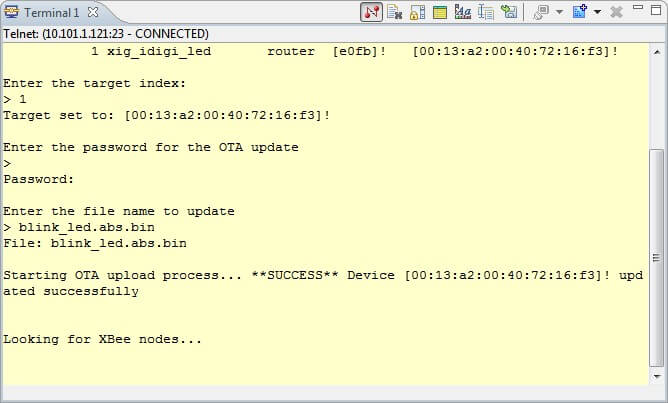 Terminal 1
Telnet: (10.101.1.121:23 - CONNECTED)
1 xig_idigi_led router [e0fb]! [00:13:a2:00:40:72:16:f3]!
Enter the target index:
> 1
Target set to: [00:13:a2:00:40:72:16:f3]!
Enter the password for the OTA update
>
Password:
Enter the file name to update
> blink_led.abs.bin
File: blink_led.abs.bin
Starting OTA upload process... **SUCCESS** Device [00:13:a2:00:40:72:16:f3]! upd
ated successfully
Looking for XBee nodes...